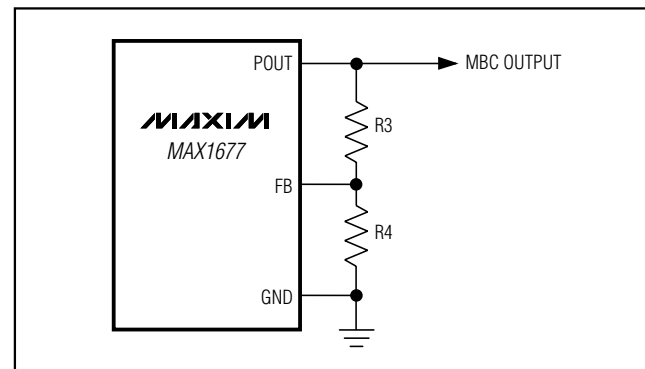 POUT
MBC OUTPUT
MAXIM
MAX1677
R3
FB
R4
GND